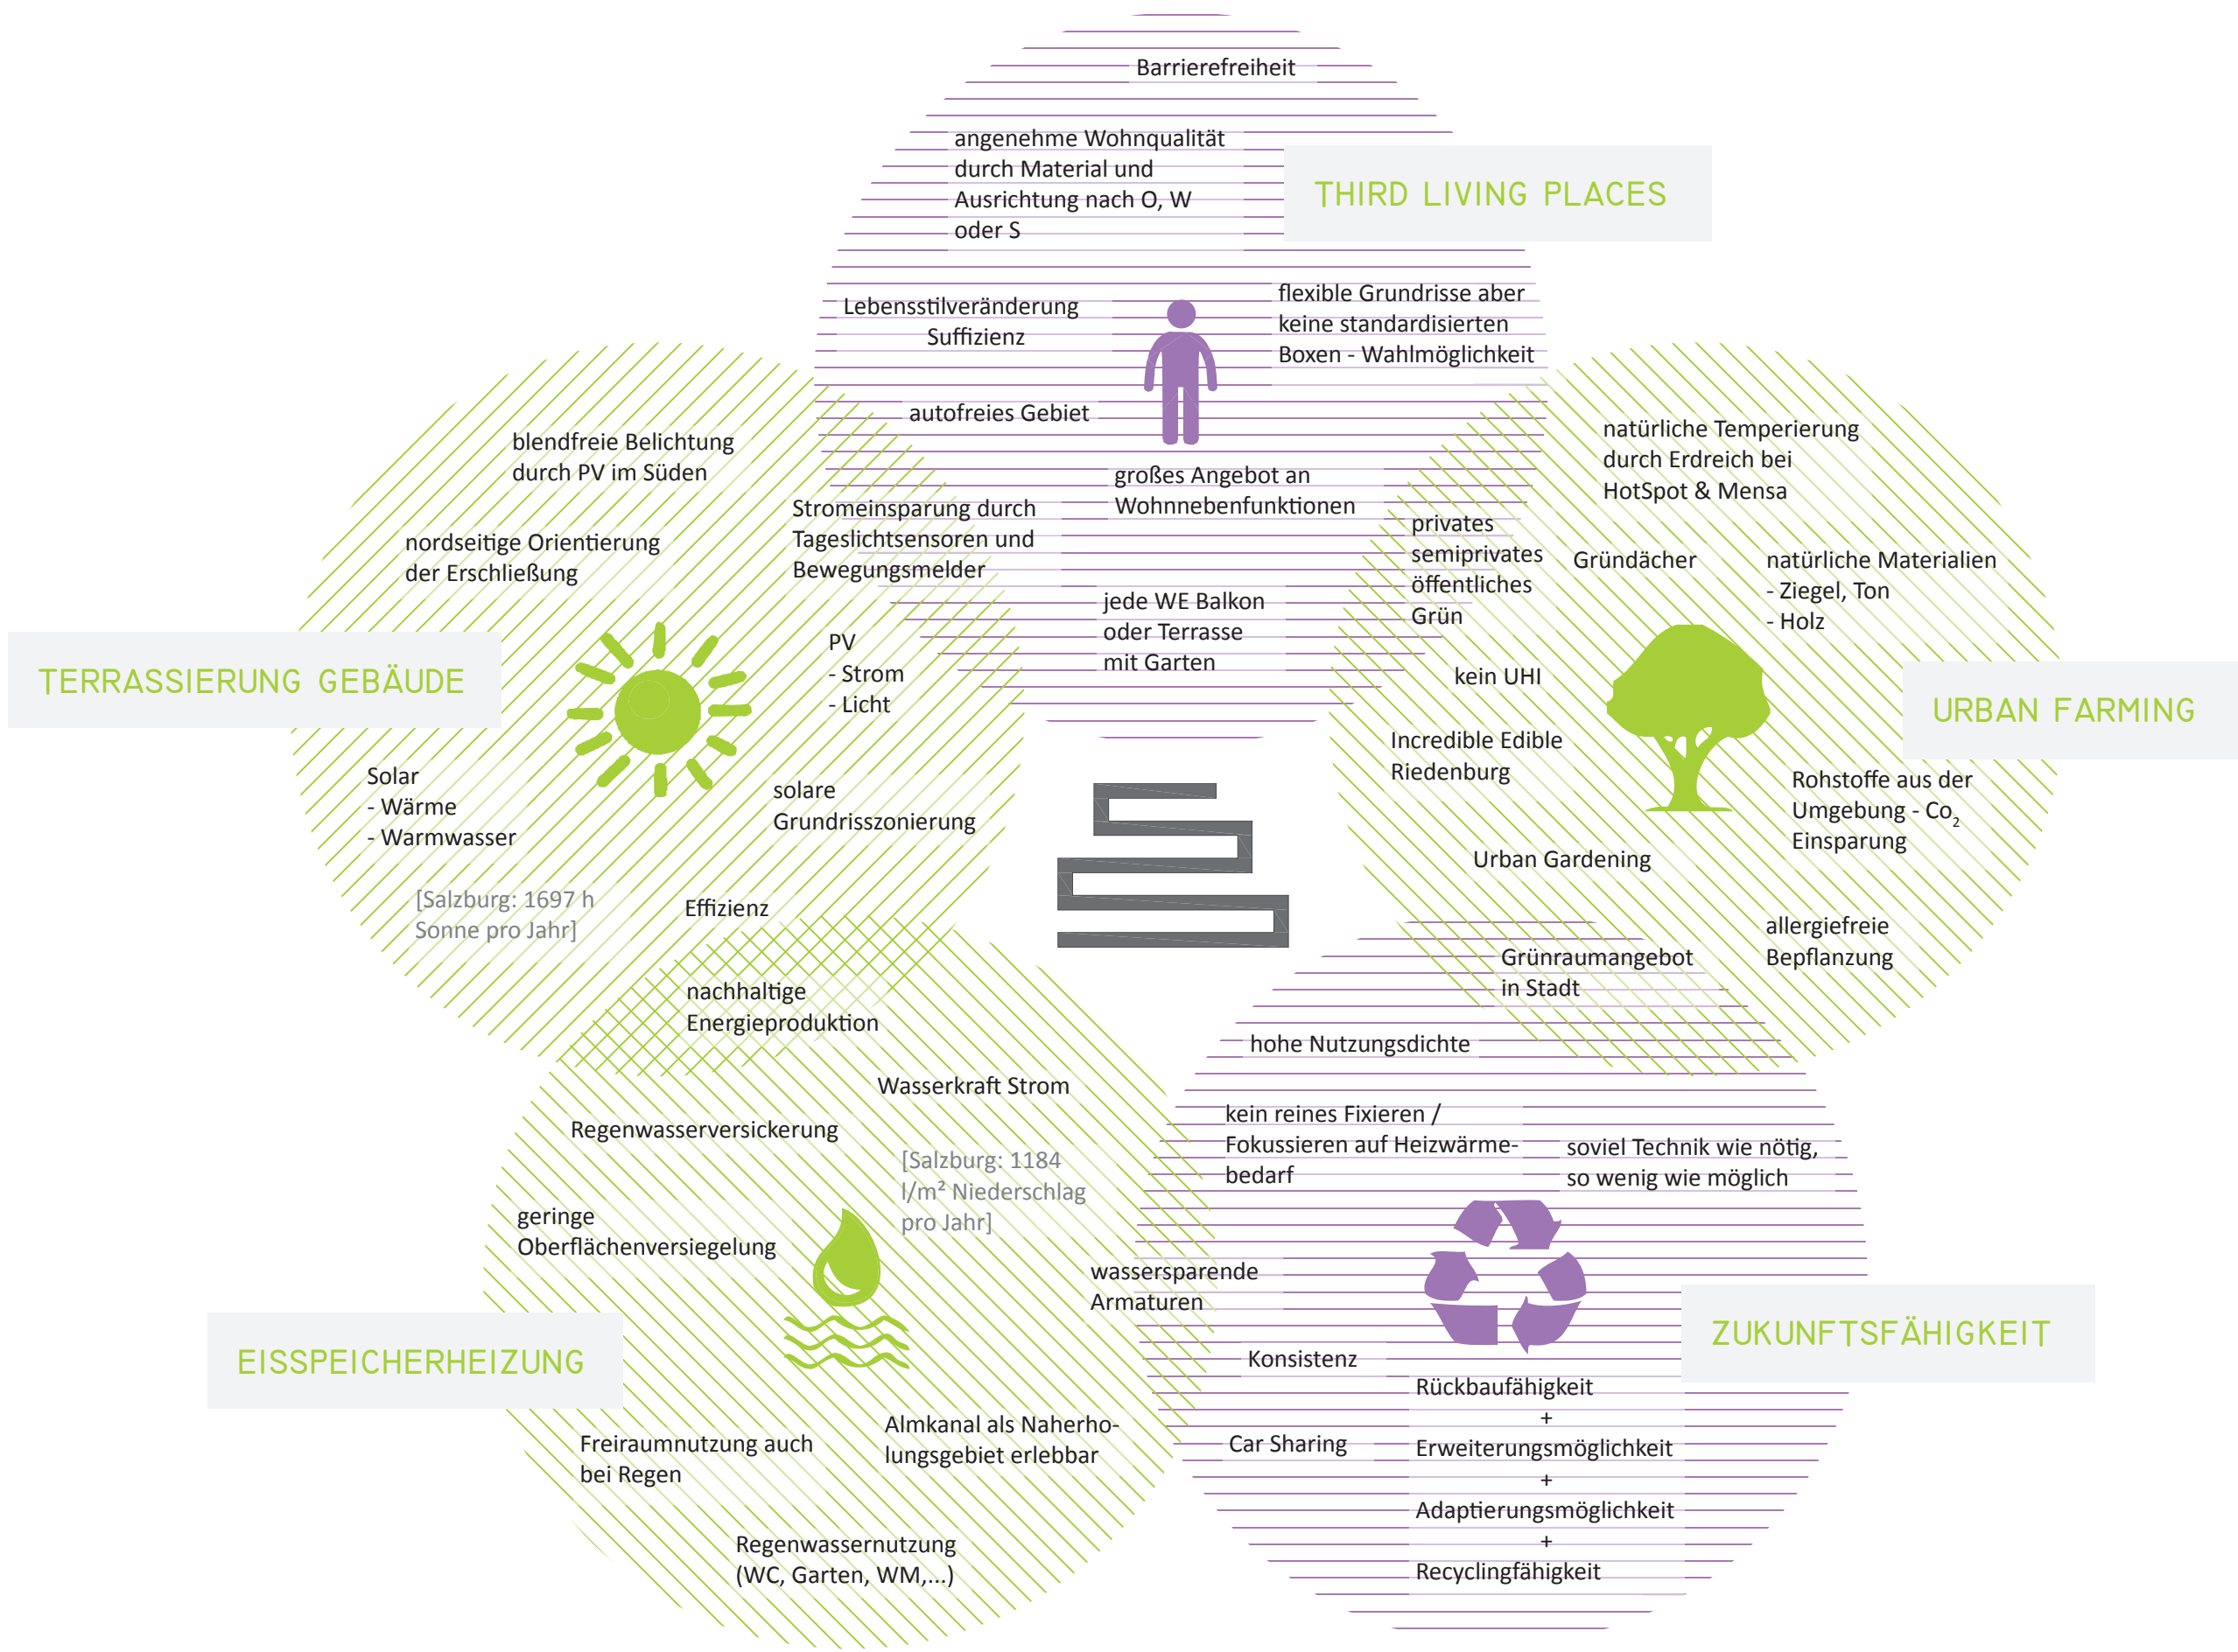 Barrierefreiheit
angenehme Wohnqualität
durch Material und
Ausrichtung nach O, W
oder S
THIRD LIVING PLACES
Lebensstilveränderung
Suffizienz
flexible Grundrisse aber
keine standardisierten
Boxen - Wahlmöglichkeit
autofreies Gebiet
großes Angebot an
Wohnnebenfunktionen
jede WE Balkon
oder Terrasse
mit Garten
blendfreie Belichtung
durch PV im Süden
nordseitige Orientierung
der Erschließung
Stromeinsparung durch
Tageslichtsensoren und
Bewegungsmelder
TERRASSIERUNG GEBÄUDE
PV
- Strom
- Licht
Solar
- Wärme
- Warmwasser
solare
Grundrisszonierung
[Salzburg: 1697 h
Sonne pro Jahr]
Effizienz
nachhaltige
Energieproduktion
natürliche Temperierung
durch Erdreich bei
HotSpot & Mensa
privates
semiprivates
öffentliches
Grün
Gründächer
natürliche Materialien
- Ziegel, Ton
- Holz
kein UHI
URBAN FARMING
Incredible Edible
Riedenburg
Rohstoffe aus der
Umgebung - Co₂
Einsparung
Urban Gardening
allergiefreie
Bepflanzung
Grünraumangebot
in Stadt
Wasserkraft Strom
Regenwasserversickerung
[Salzburg: 1184
l/m² Niederschlag
pro Jahr]
geringe
Oberflächenversiegelung
wassersparende
Armaturen
EISSPEICHERHEIZUNG
Freiraumnutzung auch
bei Regen
Almkanal als Naherho-
lungsgebiet erlebbar
Regenwassernutzung
(WC, Garten, WM,...)
hohe Nutzungsdichte
kein reines Fixieren /
Fokussieren auf Heizwärme-
bedarf
soviel Technik wie nötig,
so wenig wie möglich
ZUKUNFTSFÄHIGKEIT
Konsistenz
Car Sharing
Rückbaufähigkeit
+
Erweiterungsmöglichkeit
+
Adaptierungsmöglichkeit
+
Recyclingfähigkeit